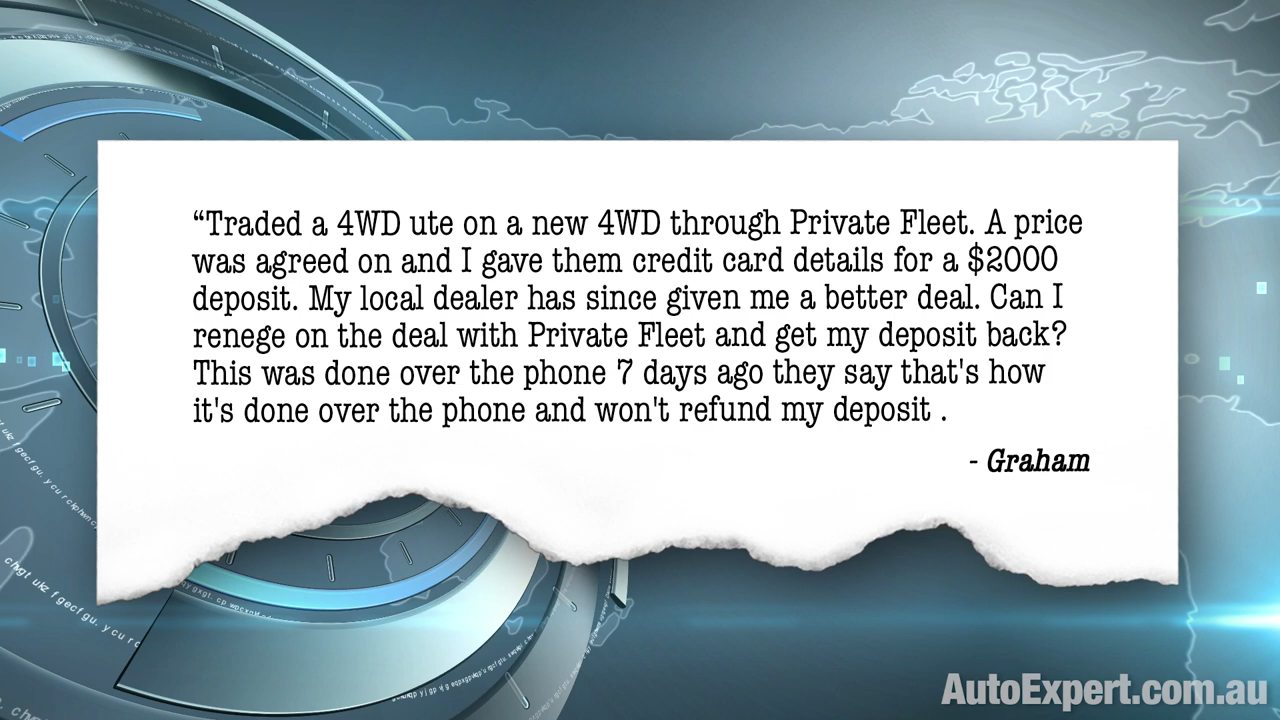 “Traded a 4WD ute on a new 4WD through Private Fleet. A price
was agreed on and I gave them credit card details for a $2000
deposit. My local dealer has since given me a better deal. Can I
renege on the deal with Private Fleet and get my deposit back?
This was done over the phone 7 days ago they say that's how
it's done over the phone and won't refund my deposit .
- Graham
AutoExpert.com.au